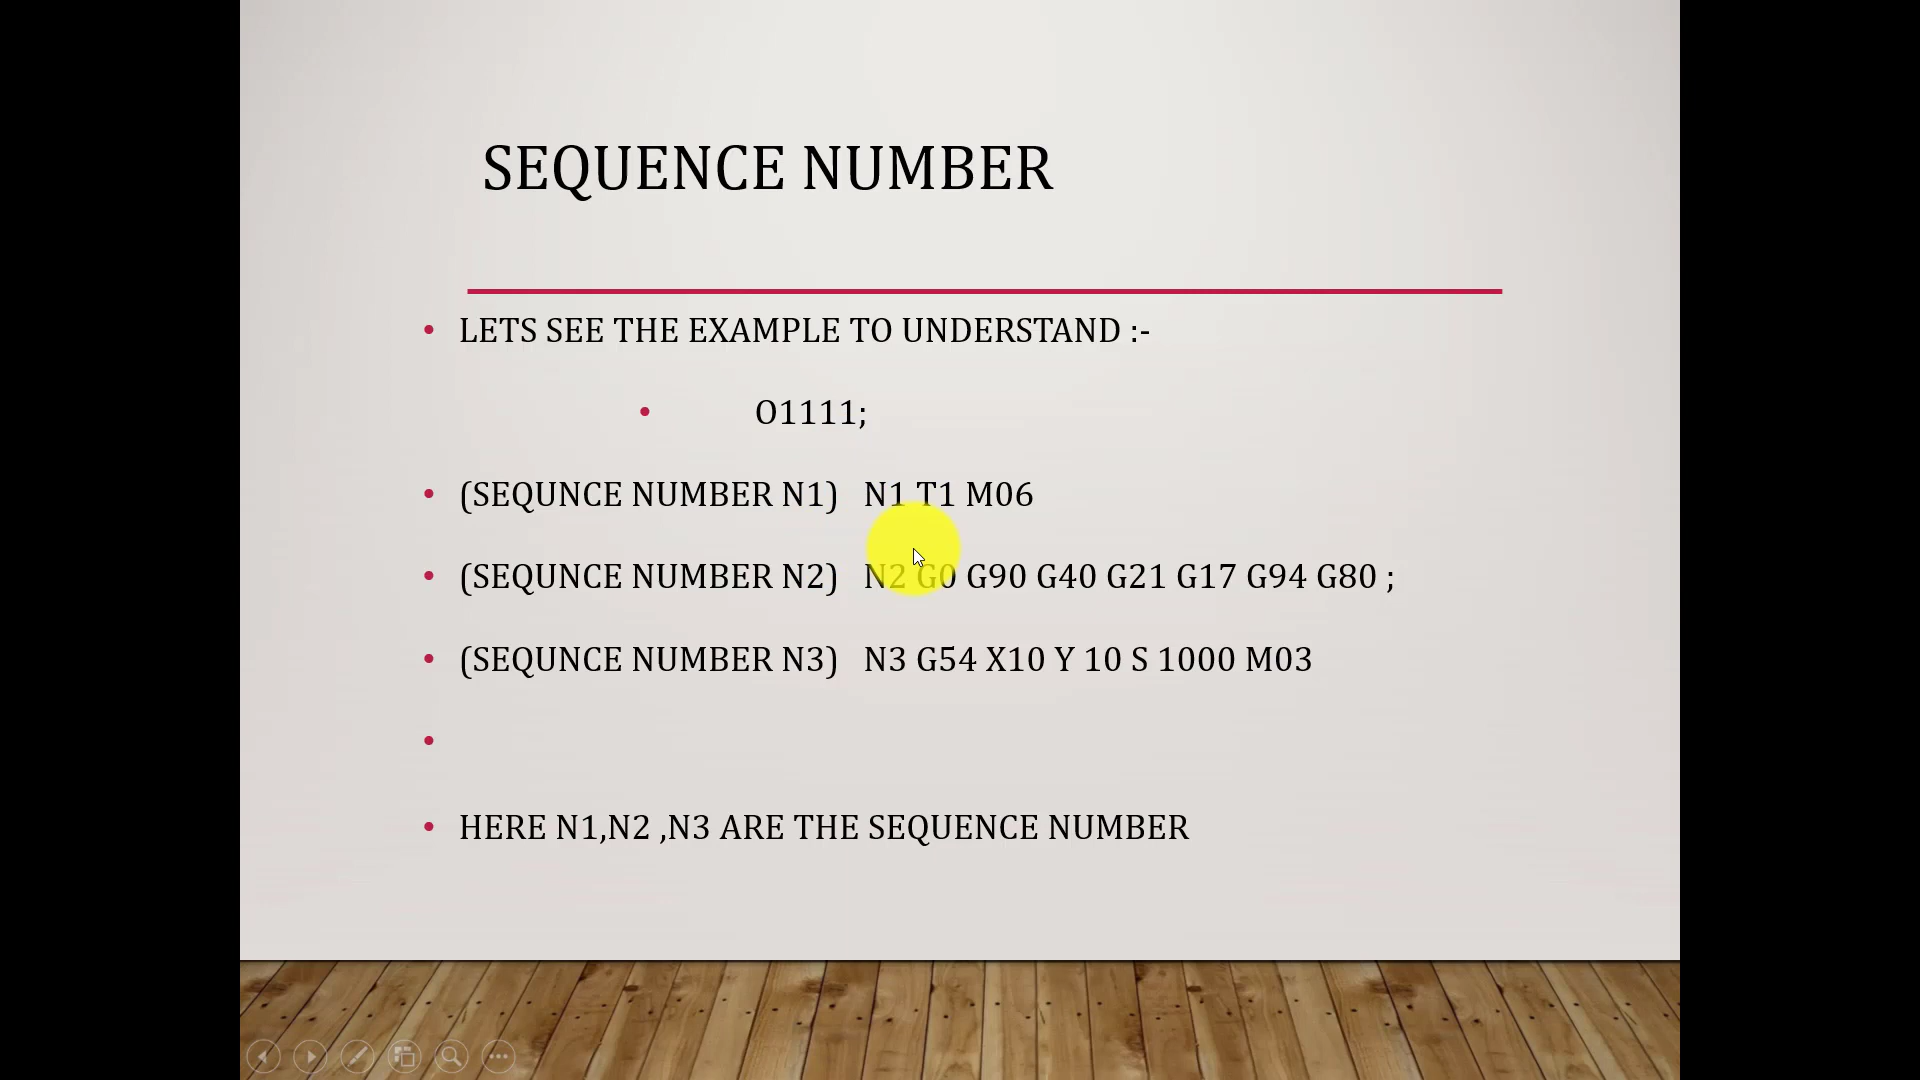 SEQUENCE NUMBER
• LETS SEE THE EXAMPLE TO UNDERSTAND :-
• O1111;
• (SEQUNCE NUMBER N1) N1 T1 M06
• (SEQUNCE NUMBER N2) N2 G0 G90 G40 G21 G17 G94 G80 ;
• (SEQUNCE NUMBER N3) N3 G54 X10 Y 10 S 1000 M03
•
• HERE N1,N2 ,N3 ARE THE SEQUENCE NUMBER